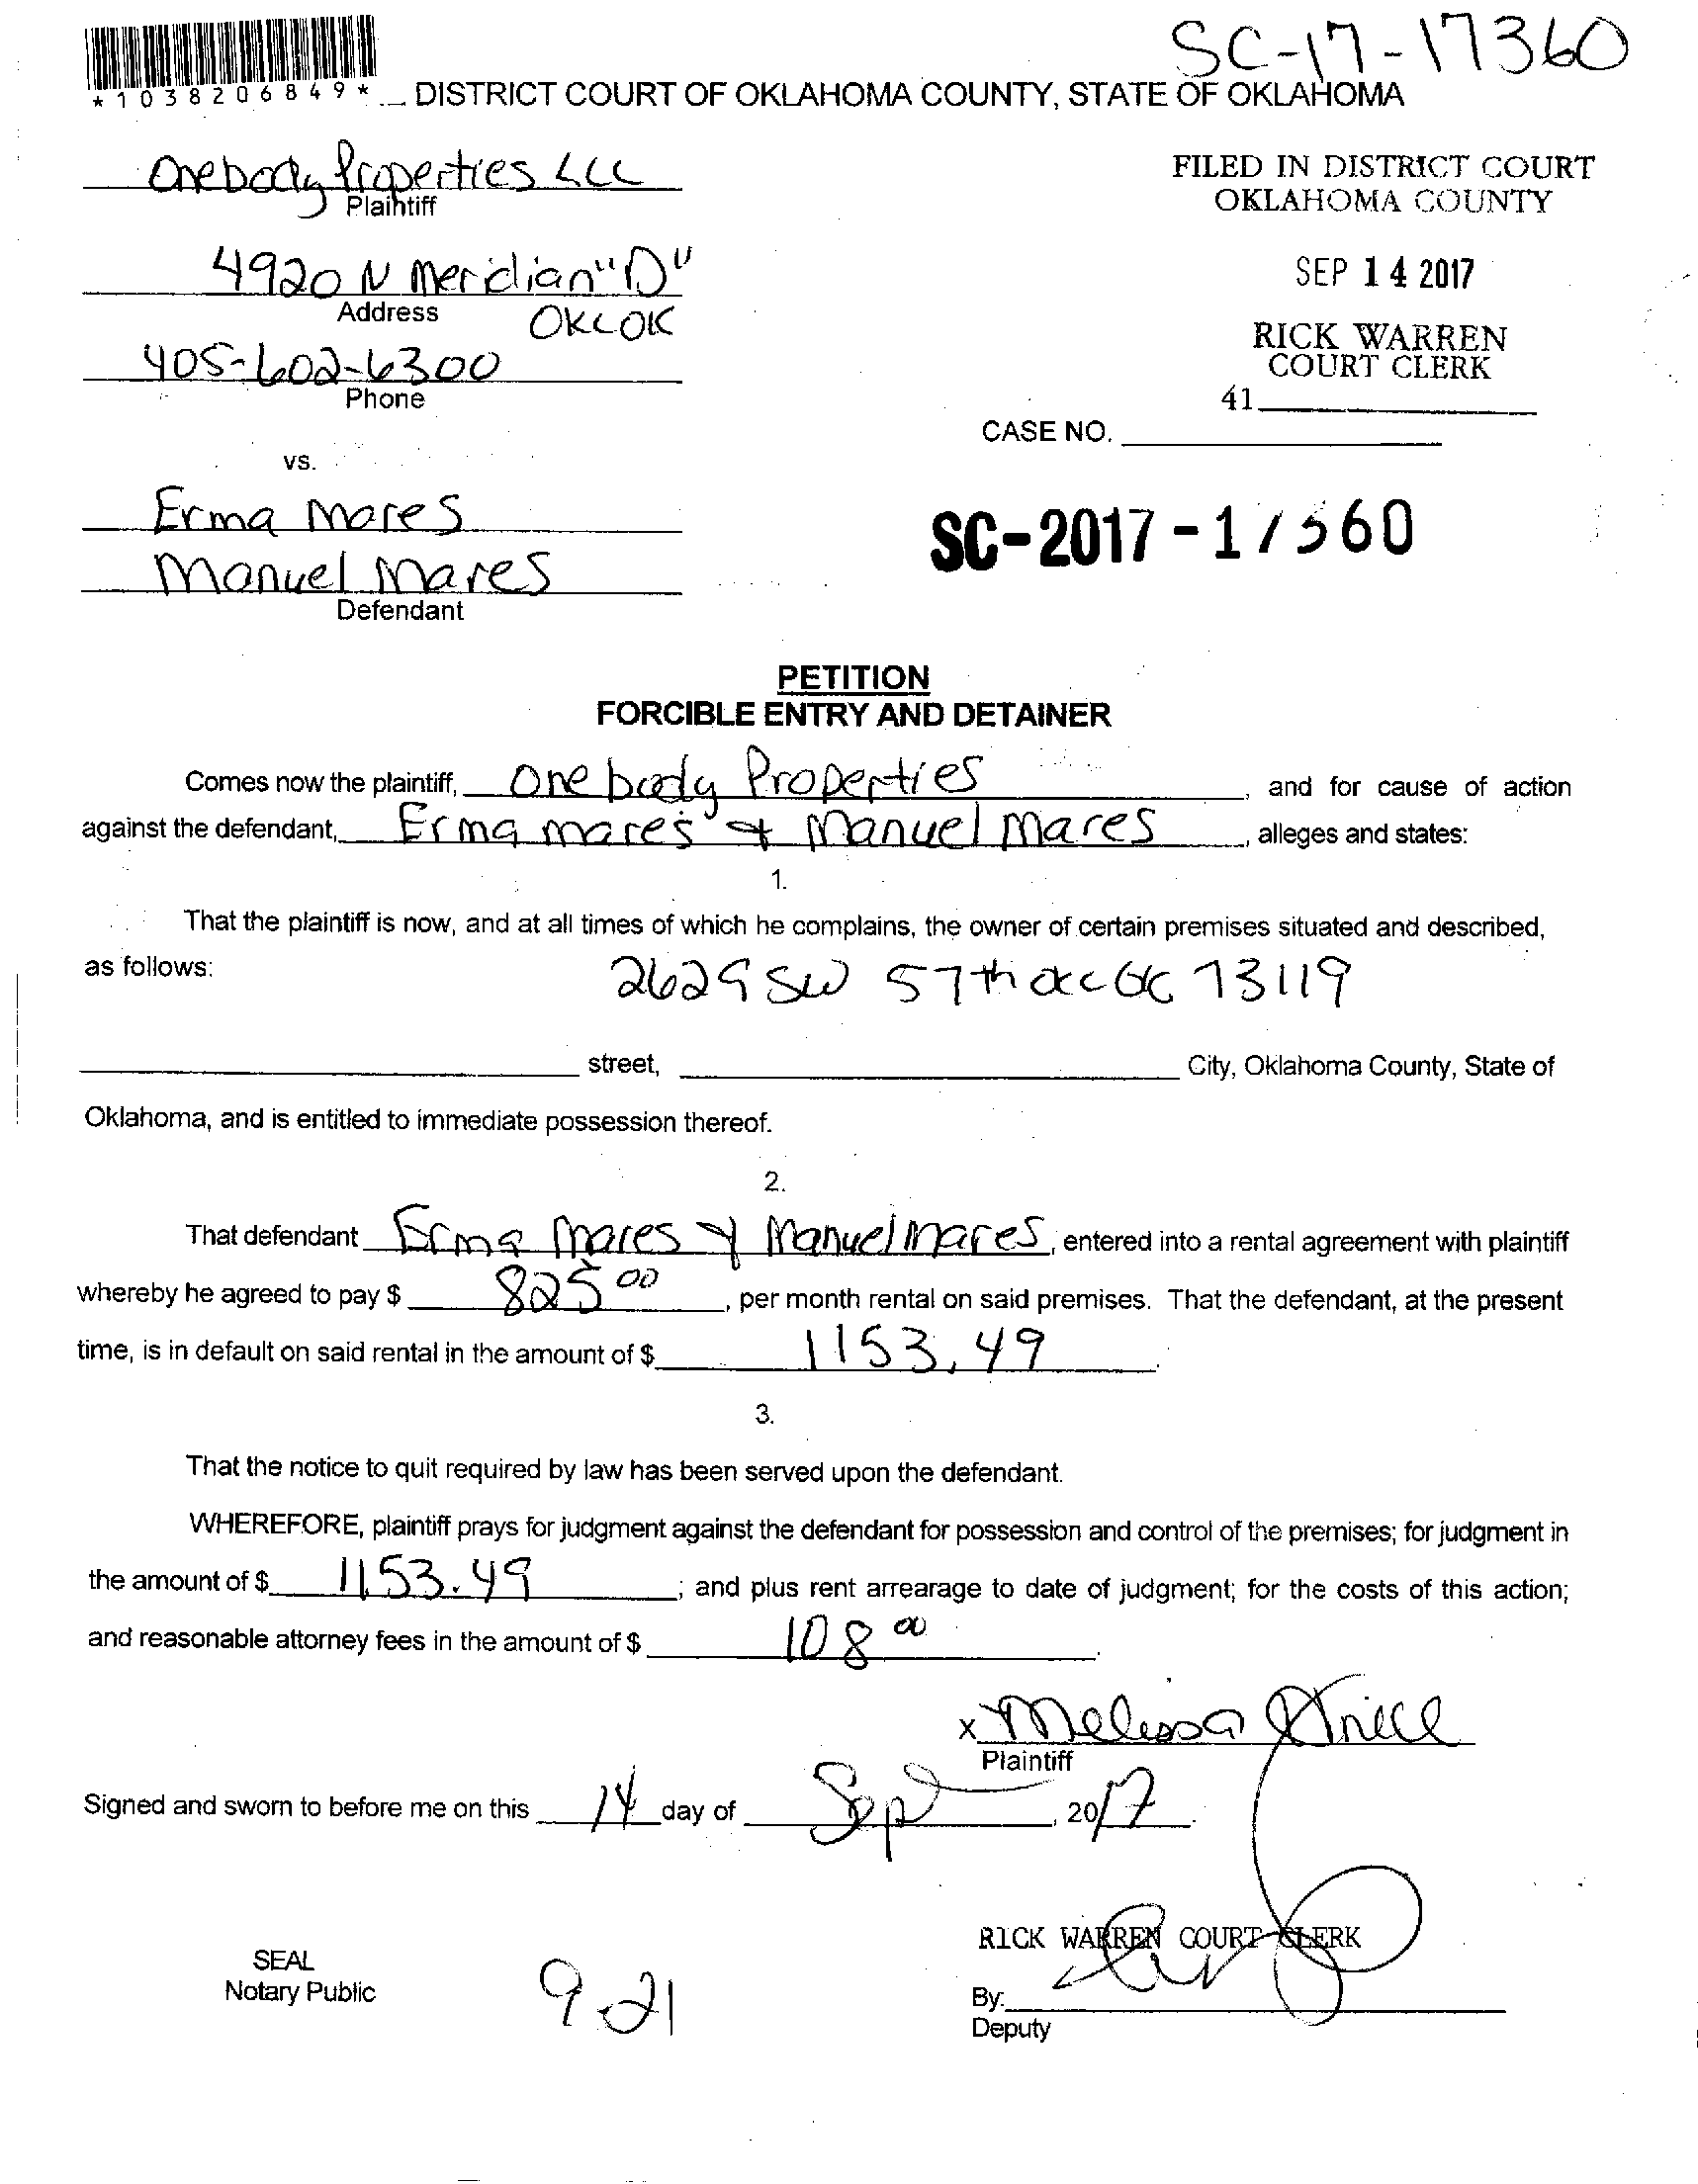 SC-17-17360
*1038206849*
DISTRICT COURT OF OKLAHOMA COUNTY, STATE OF OKLAHOMA
Onebody Properties LLC
Plaintiff
FILED IN DISTRICT COURT
OKLAHOMA COUNTY
4920 N Meridian "D"
Address
OKC OK
SEP 14 2017
405-602-6300
Phone
RICK WARREN
COURT CLERK
41
CASE NO.
vs.
Erma Mares
Manuel Mares
Defendant
SC-2017-17360
PETITION
FORCIBLE ENTRY AND DETAINER
Comes now the plaintiff, One body Properties, and for cause of action
against the defendant, Erma mares & Manuel Mares, alleges and states:
1.
That the plaintiff is now, and at all times of which he complains, the owner of certain premises situated and described,
as follows: 2629 SW 57th OKC OK 73119
street, City, Oklahoma County, State of
Oklahoma, and is entitled to immediate possession thereof.
2.
That defendant Erma Mares & Manuel Mares, entered into a rental agreement with plaintiff
whereby he agreed to pay $ 825 00, per month rental on said premises. That the defendant, at the present
time, is in default on said rental in the amount of $ 1153.49.
3.
That the notice to quit required by law has been served upon the defendant.
WHEREFORE, plaintiff prays for judgment against the defendant for possession and control of the premises; for judgment in
the amount of $ 1153.49; and plus rent arrearage to date of judgment; for the costs of this action;
and reasonable attorney fees in the amount of $ 108 00.
x Melissa
Plaintiff
Signed and sworn to before me on this 14 day of Sept, 2017.
RICK WARREN COURT CLERK
SEAL
Notary Public
9-21
By:
Deputy